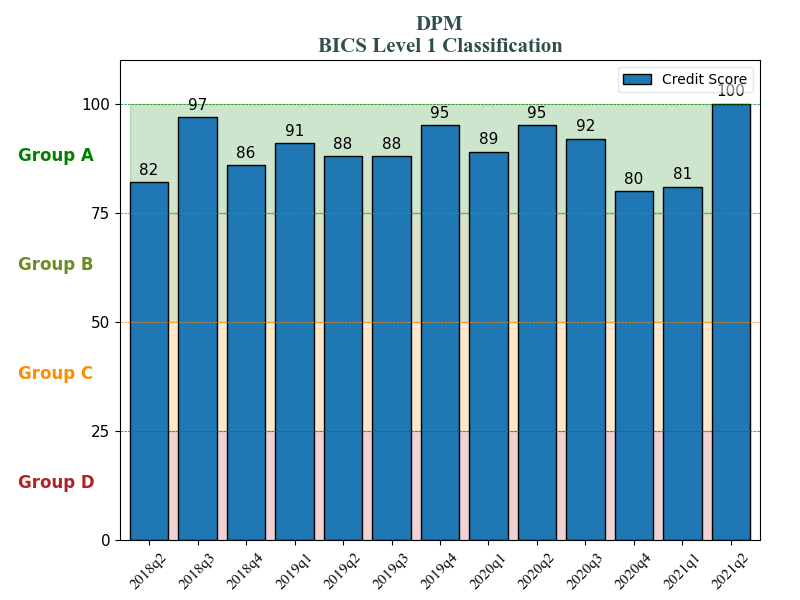 DPM
BICS Level 1 Classification
Credit Score
100
97
95
95
92
91
89
88
88
86
82
81
80
100
75
50
25
0
Group A
Group B
Group C
Group D
2018q2
2018q3
2018q4
2019q1
2019q2
2019q3
2019q4
2020q1
2020q2
2020q3
2020q4
2021q1
2021q2